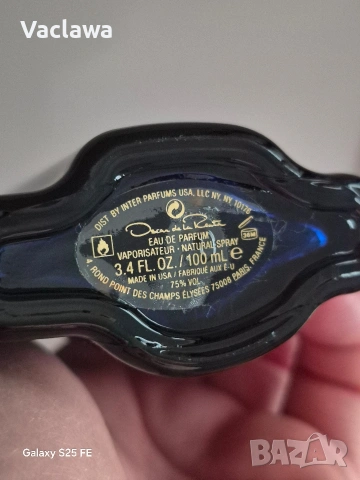 Vaclawa
DIST BY INTER PARFUMS USA, LLC NY, NY, 10176
Oscar de la Renta
36M
EAU DE PARFUM
VAPORISATEUR - NATURAL SPRAY
3.4 FL. OZ. / 100 mL e
MADE IN USA / FABRIQUÉ AUX É-U
75% VOL
4, ROND POINT DES CHAMPS ÉLYSÉES 75008 PARIS, FRANCE
Galaxy S25 FE
BAZAR
bg